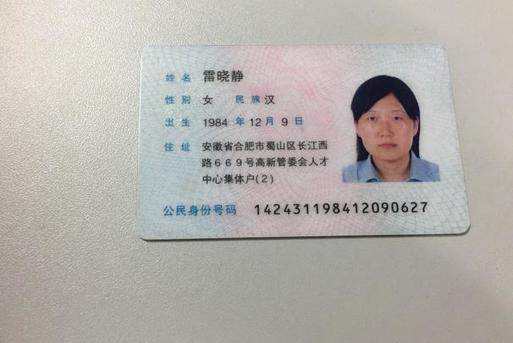 姓名 雷晓静
性别 女 民族 汉
出生 1984 年 12 月 9 日
住址 安徽省合肥市蜀山区长江西
路669号高新管委会人才
中心集体户(2)
公民身份号码 142431198412090627